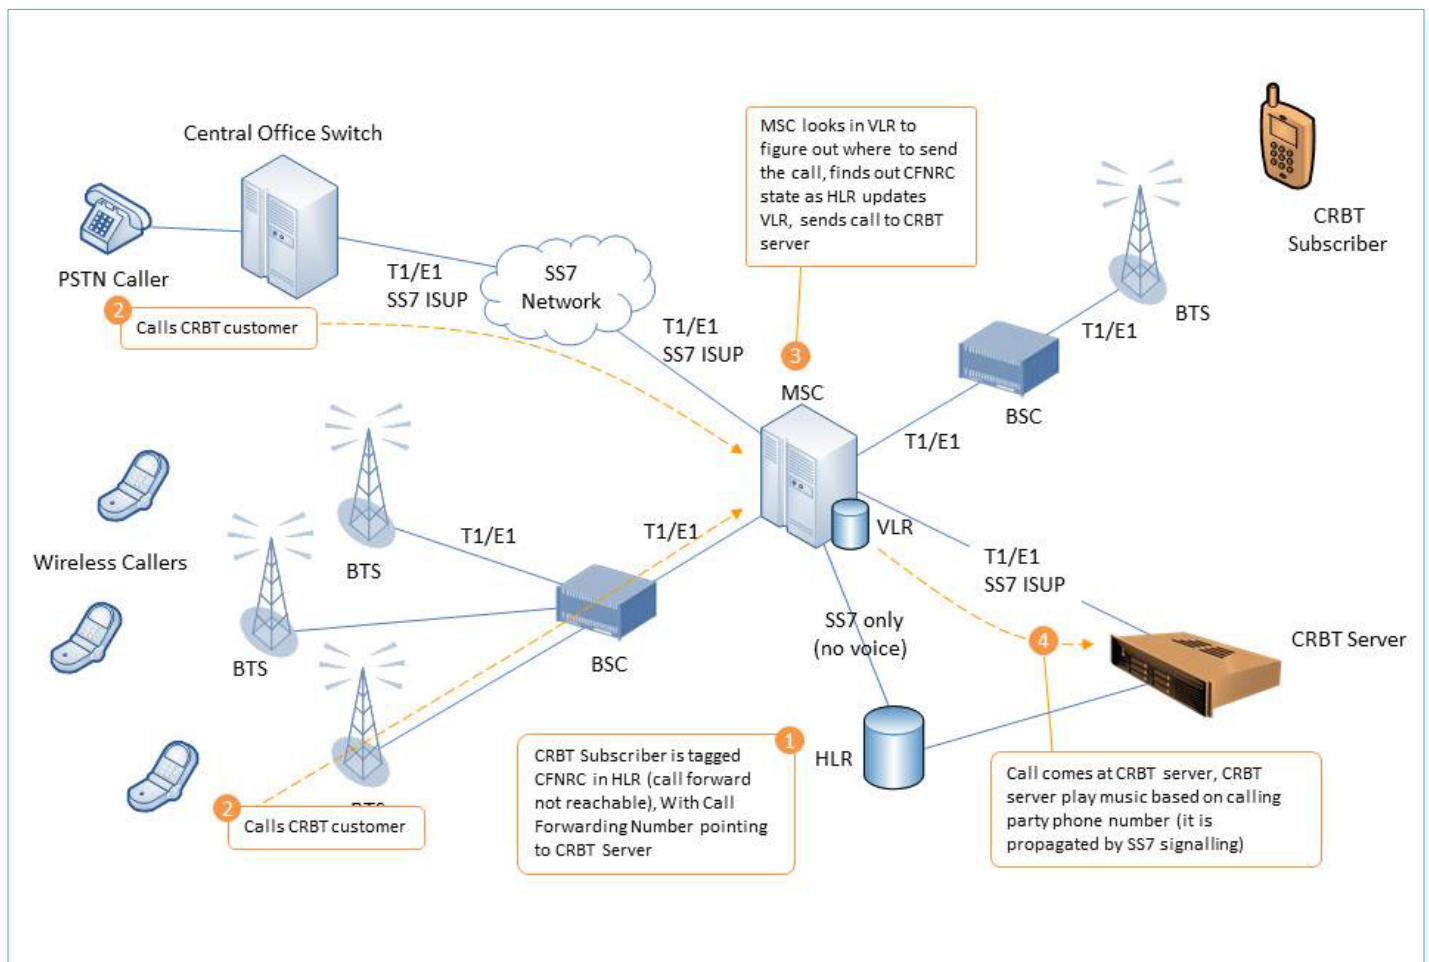 Central Office Switch
PSTN Caller
2
Calls CRBT customer
T1/E1
SS7 ISUP
SS7
Network
T1/E1
SS7 ISUP
MSC looks in VLR to
figure out where to send
the call, finds out CFNRC
state as HLR updates
VLR, sends call to CRBT
server
3
MSC
CRBT
Subscriber
BTS
T1/E1
BSC
T1/E1
Wireless Callers
BTS
T1/E1
T1/E1
VLR
T1/E1
SS7 ISUP
BTS
BSC
SS7 only
(no voice)
4
CRBT Server
BTS
2
Calls CRBT customer
1
CRBT Subscriber is tagged
CFNRC in HLR (call forward
not reachable), With Call
Forwarding Number pointing
to CRBT Server
HLR
Call comes at CRBT server, CRBT
server play music based on calling
party phone number (it is
propagated by SS7 signalling)